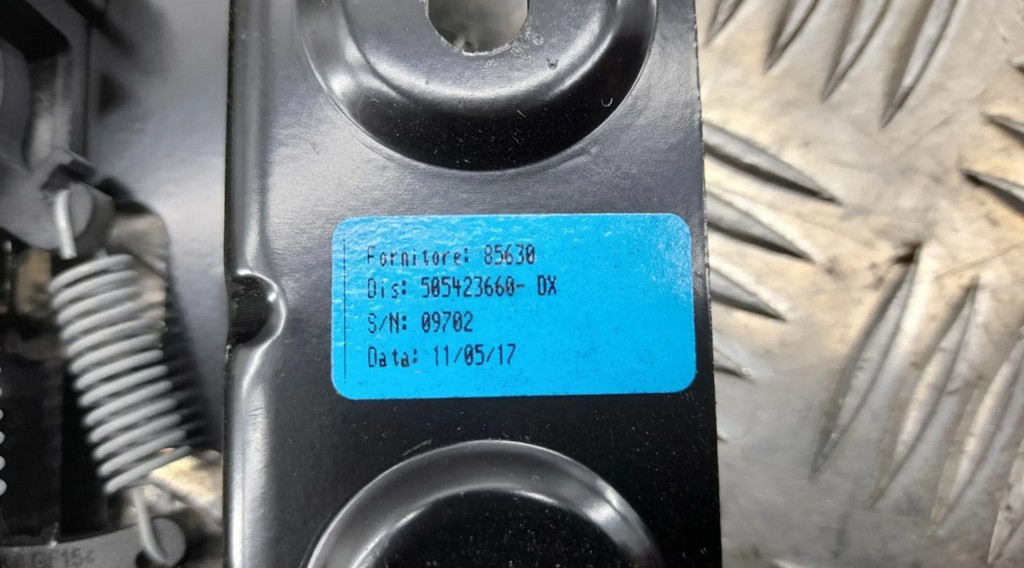 Fornitore: 85630
Dis: 505423660- DX
S/N: 09702
Data: 11/05/17